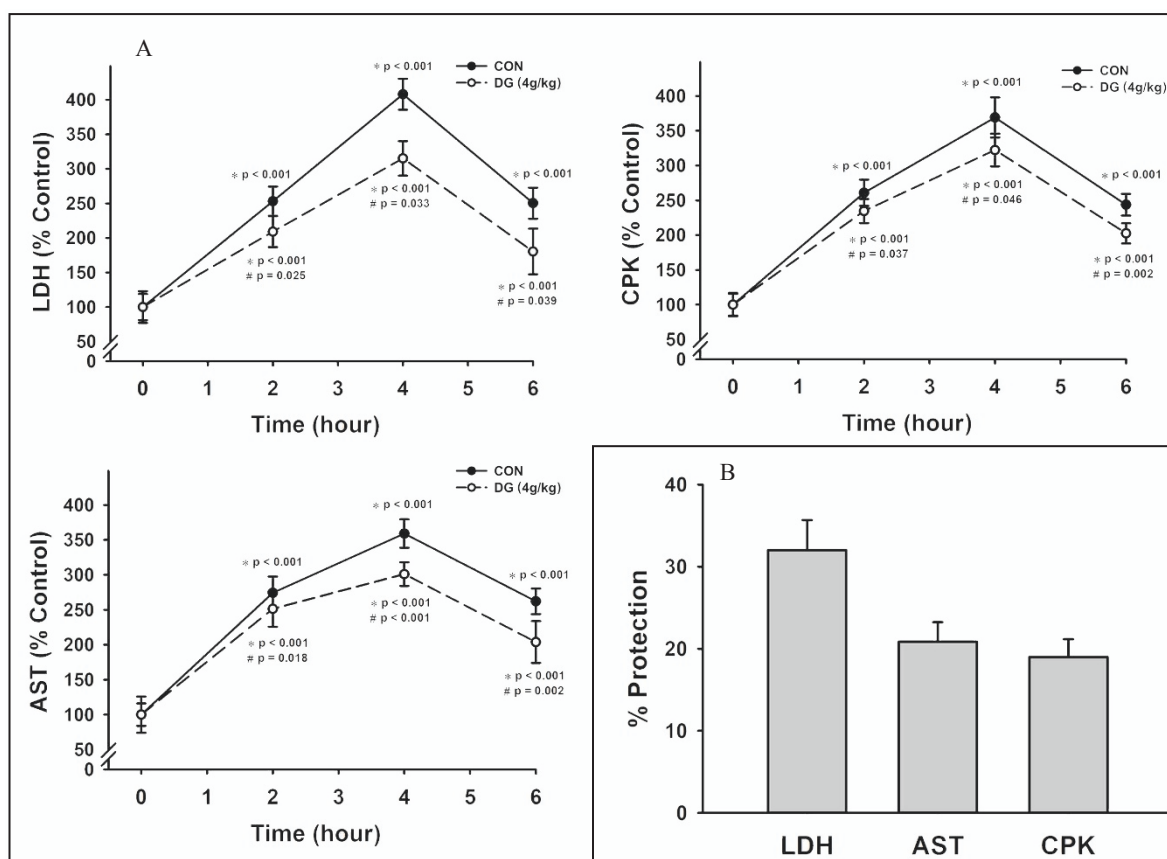 A
CON
DG (4g/kg)
LDH (% Control)
400
350
300
250
200
150
100
50
0
* p < 0.001
* p < 0.001
* p < 0.001
* p < 0.001
# p = 0.033
* p < 0.001
# p = 0.025
* p < 0.001
# p = 0.039
0 1 2 3 4 5 6
Time (hour)
CON
DG (4g/kg)
CPK (% Control)
400
350
300
250
200
150
100
50
0
* p < 0.001
* p < 0.001
* p < 0.001
* p < 0.001
# p = 0.046
* p < 0.001
# p = 0.037
* p < 0.001
# p = 0.002
0 1 2 3 4 5 6
Time (hour)
CON
DG (4g/kg)
AST (% Control)
400
350
300
250
200
150
100
50
0
* p < 0.001
* p < 0.001
* p < 0.001
* p < 0.001
# p < 0.001
* p < 0.001
# p = 0.018
* p < 0.001
# p = 0.002
0 1 2 3 4 5 6
Time (hour)
B
% Protection
40
30
20
10
0
LDH AST CPK